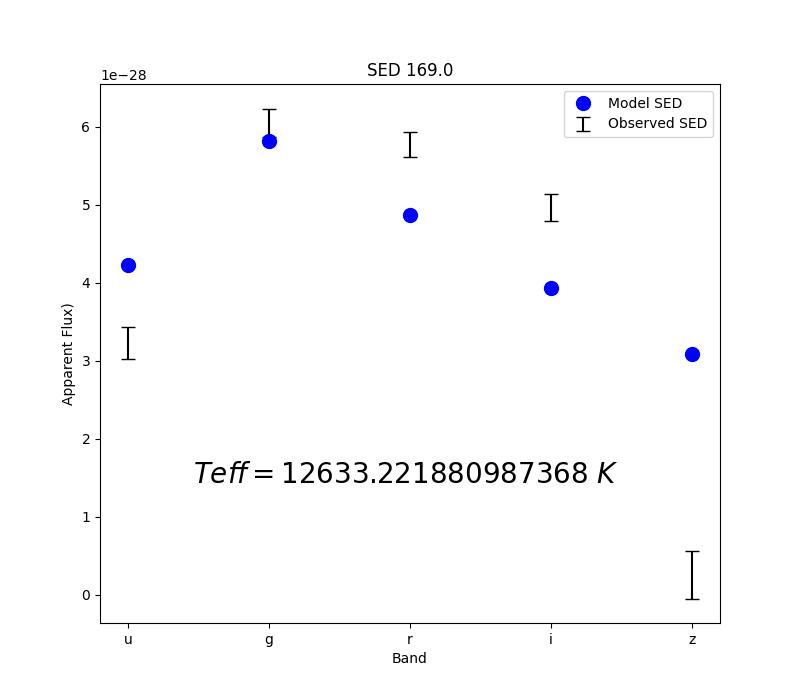 SED 169.0
1e−28
Model SED
Observed SED
6
5
4
3
2
1
0
Apparent Flux)
Teff = 12633.221880987368 K
u g r i z
Band